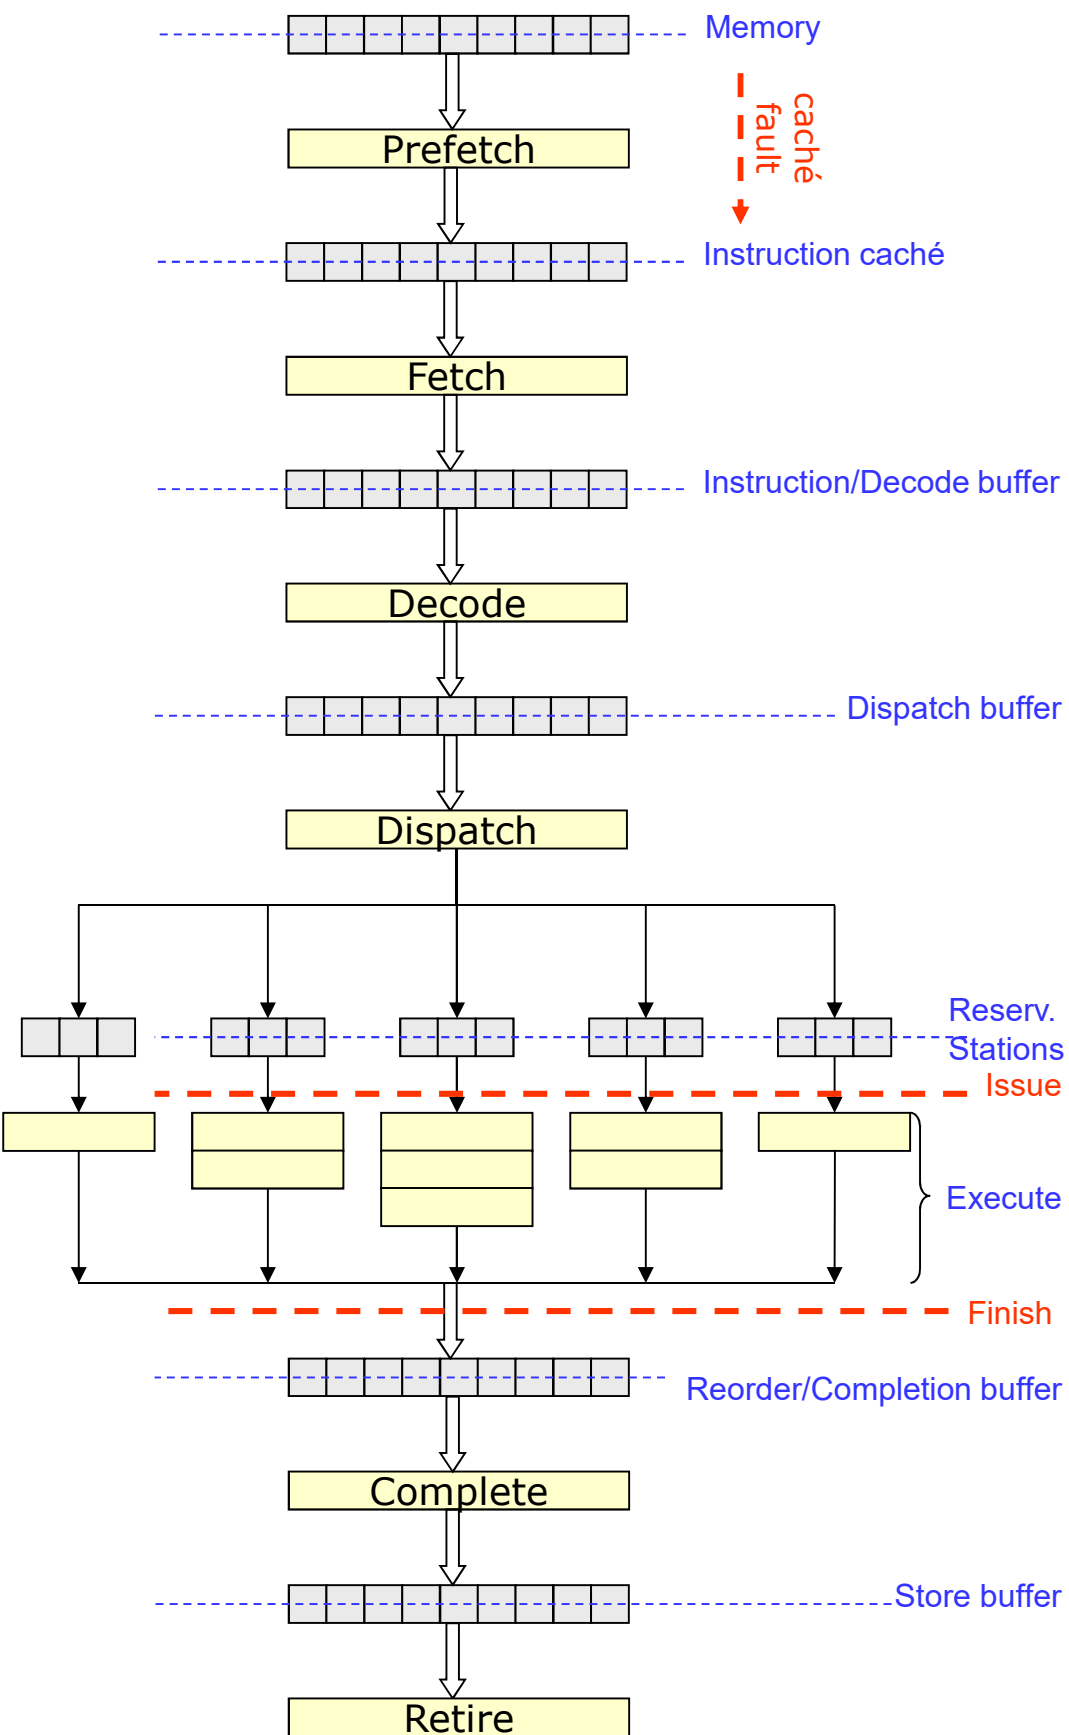 Memory
caché
fault
Prefetch
Instruction caché
Fetch
Instruction/Decode buffer
Decode
Dispatch buffer
Dispatch
Reserv.
Stations
Issue
Execute
Finish
Reorder/Completion buffer
Complete
Store buffer
Retire